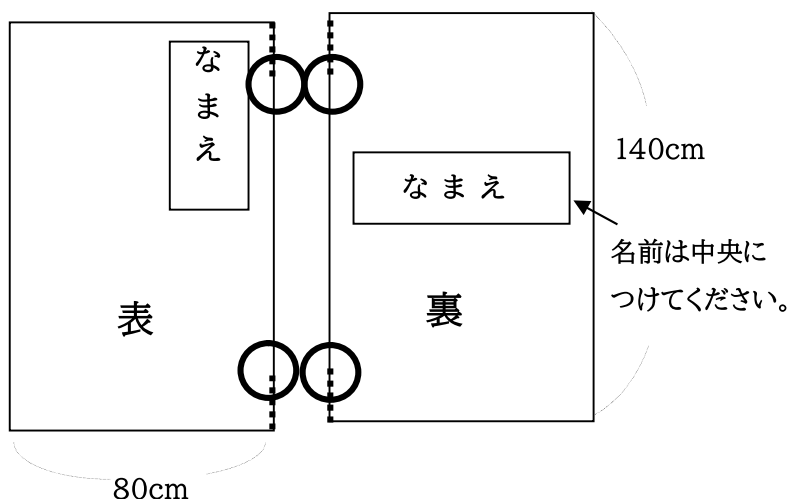 なまえ
表
80cm
なまえ
裏
140cm
名前は中央に
つけてください。